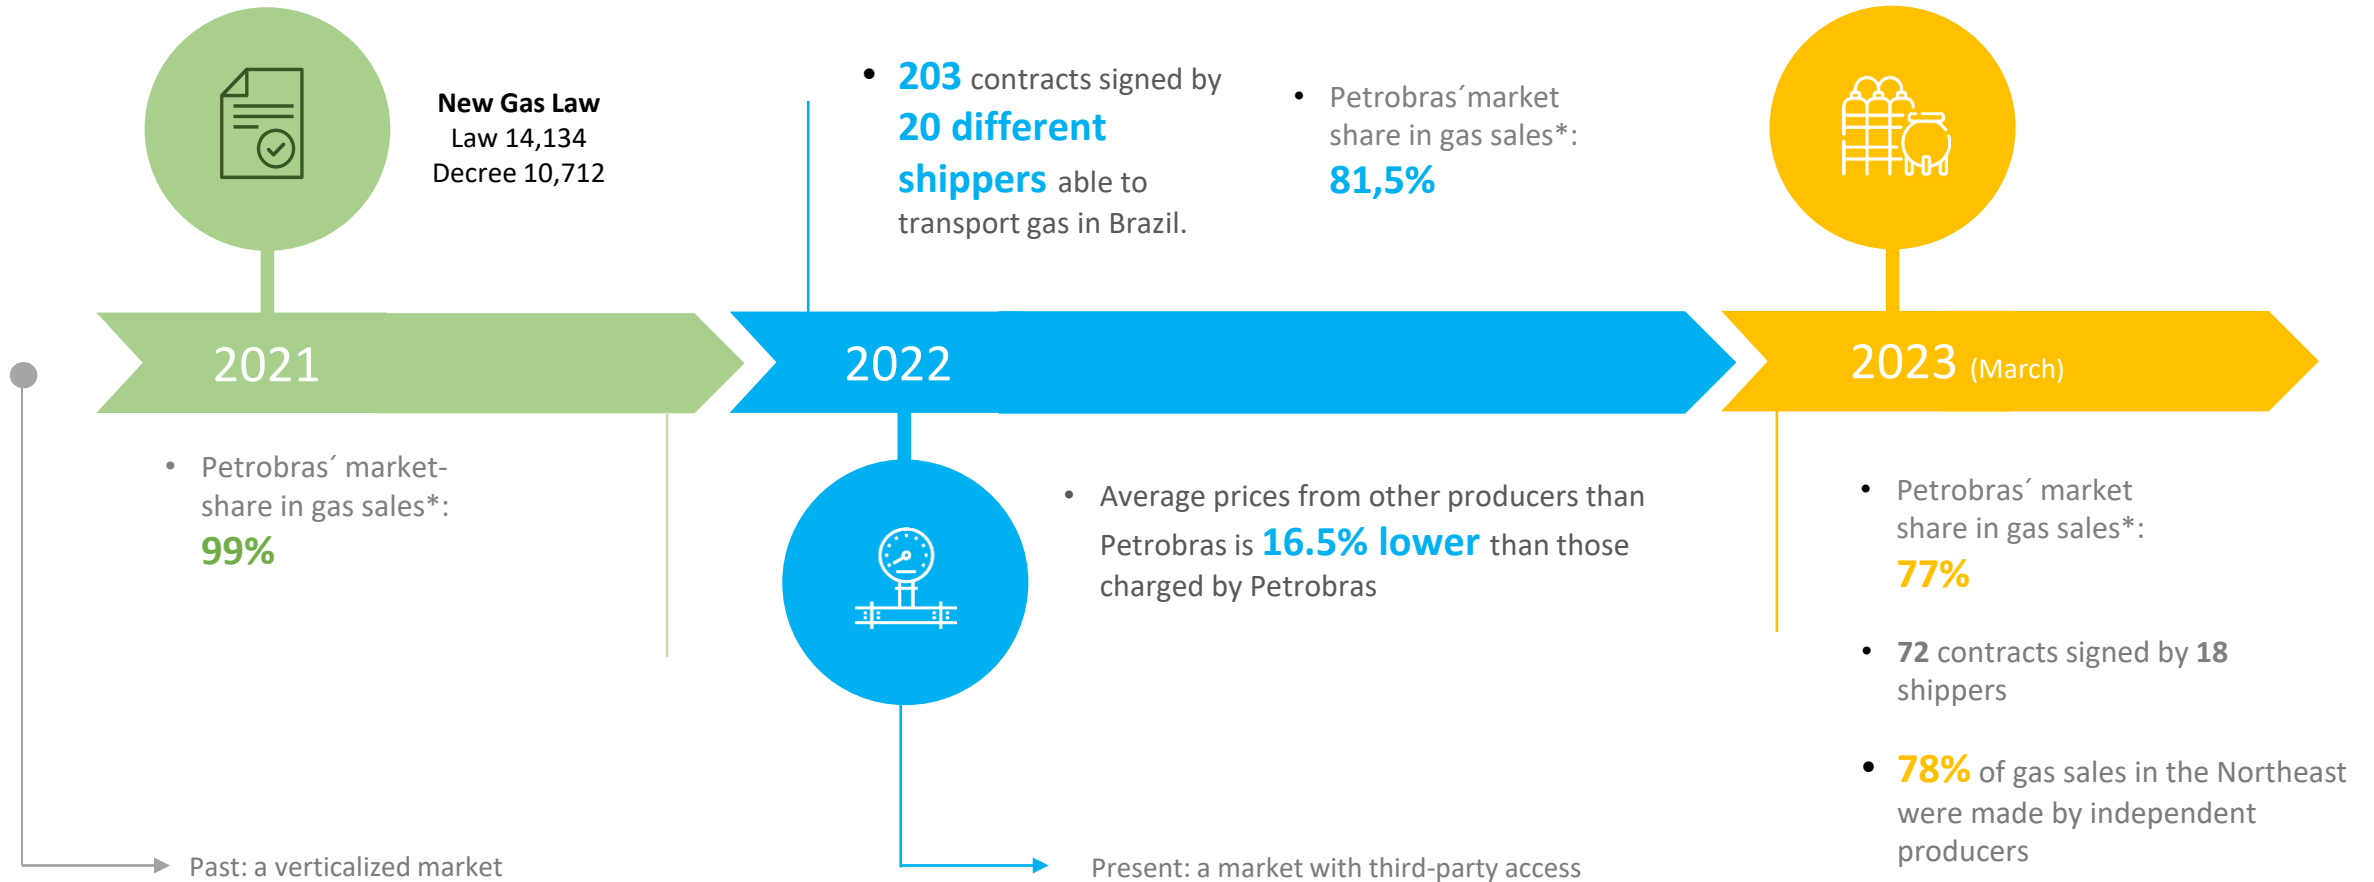 New Gas Law
Law 14,134
Decree 10,712
• 203 contracts signed by
20 different
shippers able to
transport gas in Brazil.
• Petrobras´market
share in gas sales*:
81,5%
2021
2022
2023 (March)
• Petrobras´ market-
share in gas sales*:
99%
• Average prices from other producers than
Petrobras is 16.5% lower than those
charged by Petrobras
• Petrobras´ market
share in gas sales*:
77%
• 72 contracts signed by 18
shippers
• 78% of gas sales in the Northeast
were made by independent
producers
Past: a verticalized market
Present: a market with third-party access